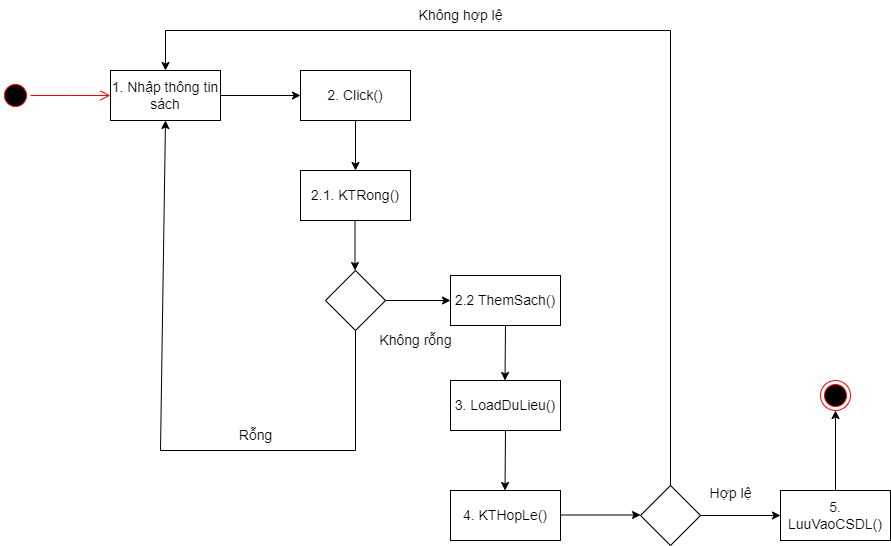 Không hợp lệ
1. Nhập thông tin
sách
2. Click()
2.1. KTRong()
2.2 ThemSach()
Không rỗng
3. LoadDuLieu()
Rỗng
4. KTHopLe()
Hợp lệ
5.
LuuVaoCSDL()